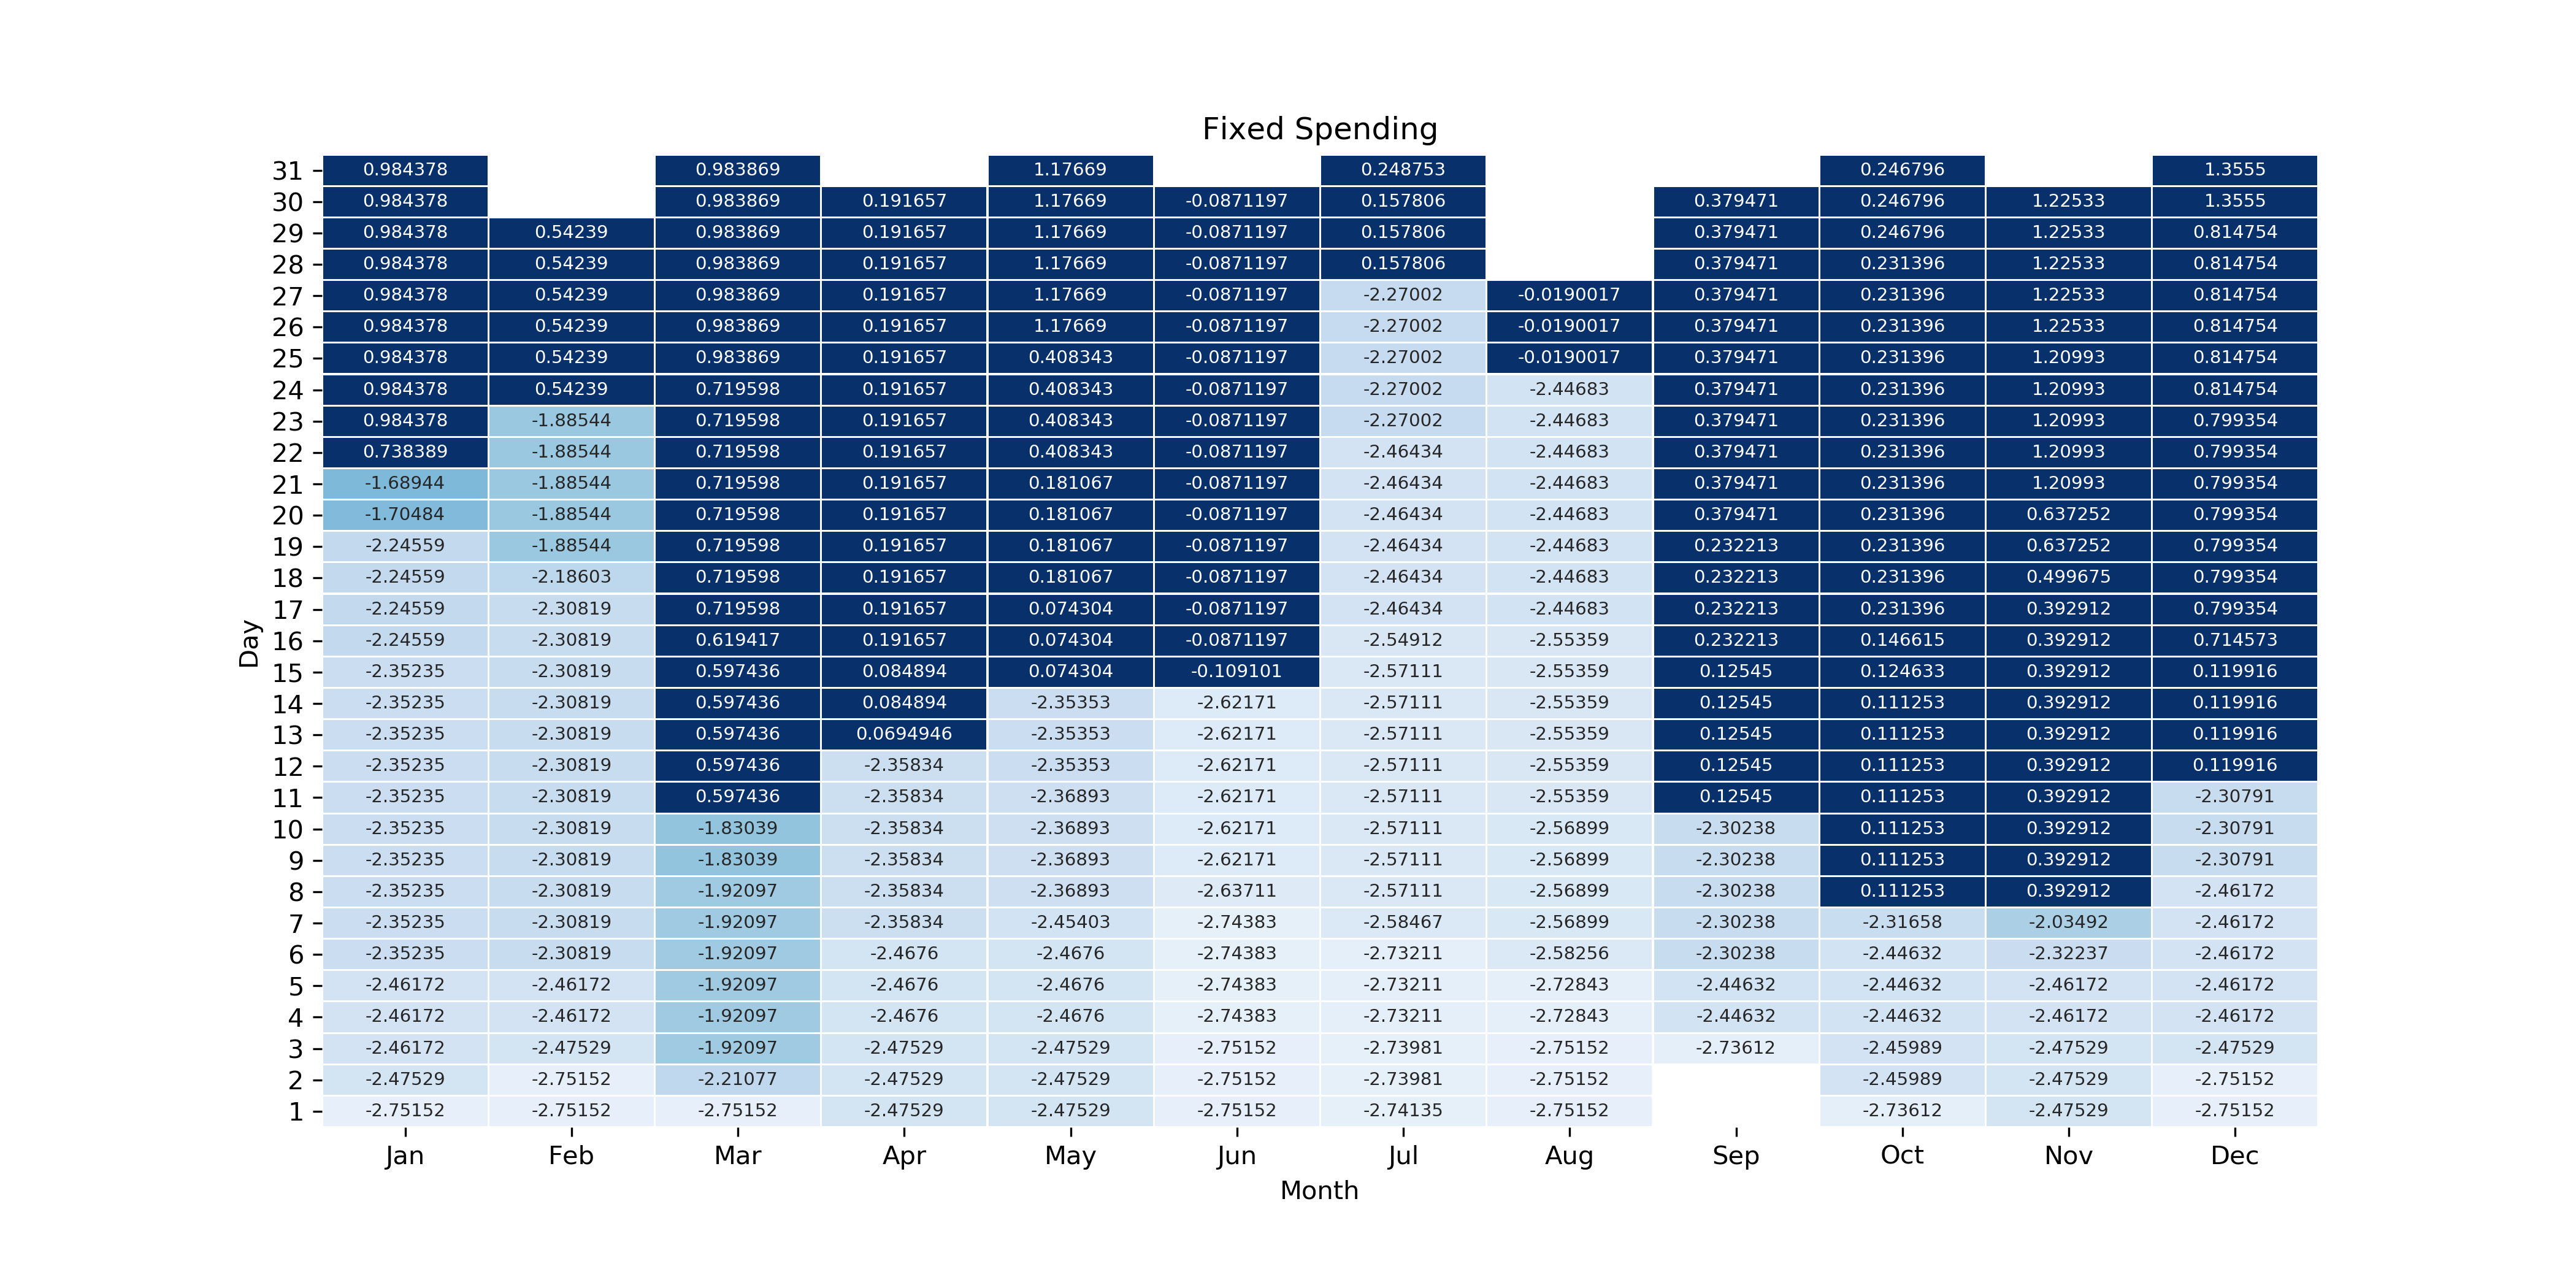 Fixed Spending
31 0.984378 0.983869 1.17669 0.248753 0.246796 1.3555
30 0.984378 0.983869 0.191657 1.17669 -0.0871197 0.157806 0.379471 0.246796 1.22533 1.3555
29 0.984378 0.54239 0.983869 0.191657 1.17669 -0.0871197 0.157806 0.379471 0.246796 1.22533 0.814754
28 0.984378 0.54239 0.983869 0.191657 1.17669 -0.0871197 0.157806 0.379471 0.231396 1.22533 0.814754
27 0.984378 0.54239 0.983869 0.191657 1.17669 -0.0871197 -2.27002 -0.0190017 0.379471 0.231396 1.22533 0.814754
26 0.984378 0.54239 0.983869 0.191657 1.17669 -0.0871197 -2.27002 -0.0190017 0.379471 0.231396 1.22533 0.814754
25 0.984378 0.54239 0.983869 0.191657 0.408343 -0.0871197 -2.27002 -0.0190017 0.379471 0.231396 1.20993 0.814754
24 0.984378 0.54239 0.719598 0.191657 0.408343 -0.0871197 -2.27002 -2.44683 0.379471 0.231396 1.20993 0.814754
23 0.984378 -1.88544 0.719598 0.191657 0.408343 -0.0871197 -2.27002 -2.44683 0.379471 0.231396 1.20993 0.799354
22 0.738389 -1.88544 0.719598 0.191657 0.408343 -0.0871197 -2.46434 -2.44683 0.379471 0.231396 1.20993 0.799354
21 -1.68944 -1.88544 0.719598 0.191657 0.181067 -0.0871197 -2.46434 -2.44683 0.379471 0.231396 1.20993 0.799354
20 -1.70484 -1.88544 0.719598 0.191657 0.181067 -0.0871197 -2.46434 -2.44683 0.379471 0.231396 0.637252 0.799354
19 -2.24559 -1.88544 0.719598 0.191657 0.181067 -0.0871197 -2.46434 -2.44683 0.232213 0.231396 0.637252 0.799354
18 -2.24559 -2.18603 0.719598 0.191657 0.181067 -0.0871197 -2.46434 -2.44683 0.232213 0.231396 0.499675 0.799354
17 -2.24559 -2.30819 0.719598 0.191657 0.074304 -0.0871197 -2.46434 -2.44683 0.232213 0.231396 0.392912 0.799354
16 -2.24559 -2.30819 0.619417 0.191657 0.074304 -0.0871197 -2.54912 -2.55359 0.232213 0.146615 0.392912 0.714573
15 -2.35235 -2.30819 0.597436 0.084894 0.074304 -0.109101 -2.57111 -2.55359 0.12545 0.124633 0.392912 0.119916
14 -2.35235 -2.30819 0.597436 0.084894 -2.35353 -2.62171 -2.57111 -2.55359 0.12545 0.111253 0.392912 0.119916
13 -2.35235 -2.30819 0.597436 0.0694946 -2.35353 -2.62171 -2.57111 -2.55359 0.12545 0.111253 0.392912 0.119916
12 -2.35235 -2.30819 0.597436 -2.35834 -2.35353 -2.62171 -2.57111 -2.55359 0.12545 0.111253 0.392912 0.119916
11 -2.35235 -2.30819 0.597436 -2.35834 -2.36893 -2.62171 -2.57111 -2.55359 0.12545 0.111253 0.392912 -2.30791
10 -2.35235 -2.30819 -1.83039 -2.35834 -2.36893 -2.62171 -2.57111 -2.56899 -2.30238 0.111253 0.392912 -2.30791
9 -2.35235 -2.30819 -1.83039 -2.35834 -2.36893 -2.62171 -2.57111 -2.56899 -2.30238 0.111253 0.392912 -2.30791
8 -2.35235 -2.30819 -1.92097 -2.35834 -2.36893 -2.63711 -2.57111 -2.56899 -2.30238 0.111253 0.392912 -2.46172
7 -2.35235 -2.30819 -1.92097 -2.35834 -2.45403 -2.74383 -2.58467 -2.56899 -2.30238 -2.31658 -2.03492 -2.46172
6 -2.35235 -2.30819 -1.92097 -2.4676 -2.4676 -2.74383 -2.73211 -2.58256 -2.30238 -2.44632 -2.32237 -2.46172
5 -2.46172 -2.46172 -1.92097 -2.4676 -2.4676 -2.74383 -2.73211 -2.72843 -2.44632 -2.44632 -2.46172 -2.46172
4 -2.46172 -2.46172 -1.92097 -2.4676 -2.4676 -2.74383 -2.73211 -2.72843 -2.44632 -2.44632 -2.46172 -2.46172
3 -2.46172 -2.47529 -1.92097 -2.47529 -2.47529 -2.75152 -2.73981 -2.75152 -2.73612 -2.45989 -2.47529 -2.47529
2 -2.47529 -2.75152 -2.21077 -2.47529 -2.47529 -2.75152 -2.73981 -2.75152 -2.45989 -2.47529 -2.75152
1 -2.75152 -2.75152 -2.75152 -2.47529 -2.47529 -2.75152 -2.74135 -2.75152 -2.73612 -2.47529 -2.75152
Day
Jan Feb Mar Apr May Jun Jul Aug Sep Oct Nov Dec
Month